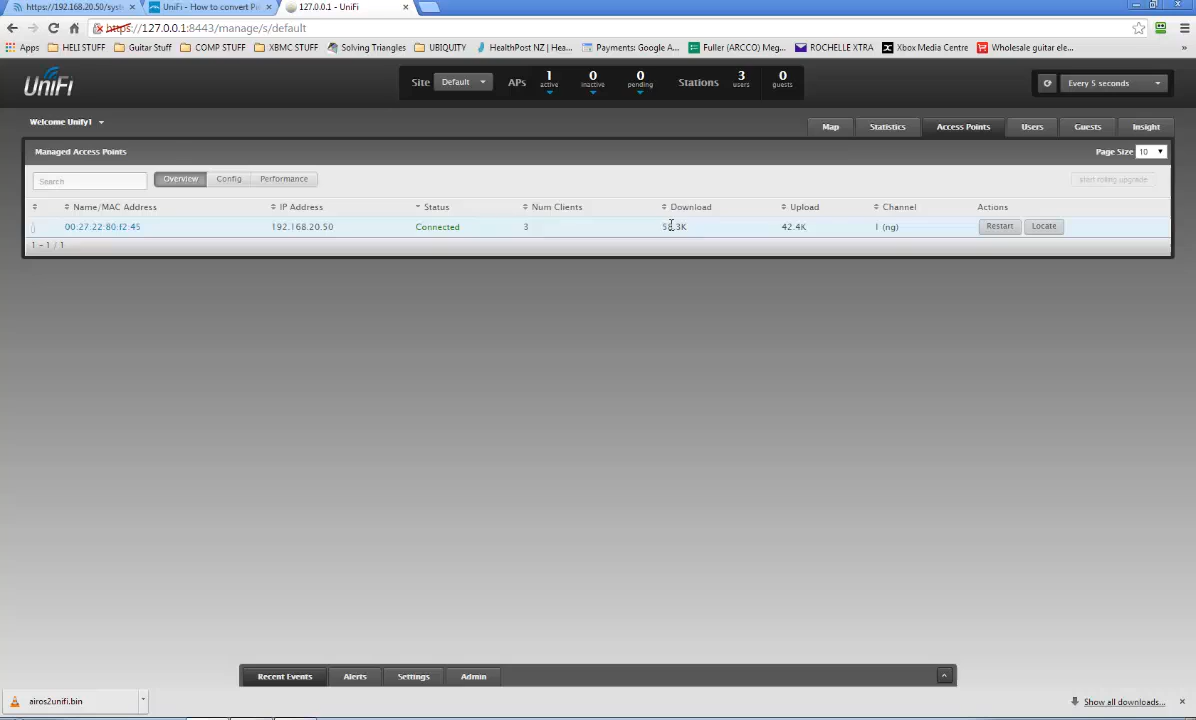 https://192.168.20.50/syst
UniFi - How to convert Pi
127.0.0.1 - UniFi
https://127.0.0.1:8443/manage/s/default
Apps HELI STUFF Guitar Stuff COMP STUFF XBMC STUFF Solving Triangles UBIQUITY HealthPost NZ | Hea... Payments: Google A... Fuller (ARCCO) Meg... ROCHELLE XTRA Xbox Media Centre Wholesale guitar ele... »
UniFi
Site Default APs 1 active 0 inactive 0 pending Stations 3 users 0 guests
Every 5 seconds
Welcome Unify1
Map Statistics Access Points Users Guests Insight
Managed Access Points
Page Size 10
Search Overview Config Performance start rolling upgrade
Name/MAC Address IP Address Status Num Clients Download Upload Channel Actions
00:27:22:80:f2:45 192.168.20.50 Connected 3 42.4K 1 (ng) Restart Locate
1 - 1 / 1
Recent Events Alerts Settings Admin
airos2unifi.bin
Show all downloads...